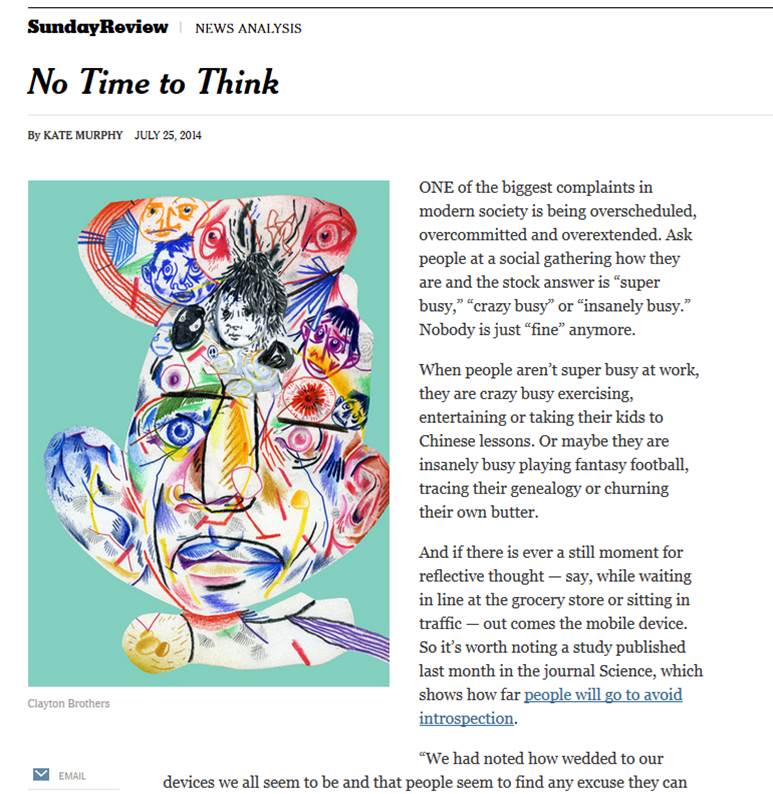 SundayReview | NEWS ANALYSIS
No Time to Think
By KATE MURPHY JULY 25, 2014
ONE of the biggest complaints in
modern society is being overscheduled,
overcommitted and overextended. Ask
people at a social gathering how they
are and the stock answer is “super
busy,” “crazy busy” or “insanely busy.”
Nobody is just “fine” anymore.
When people aren’t super busy at work,
they are crazy busy exercising,
entertaining or taking their kids to
Chinese lessons. Or maybe they are
insanely busy playing fantasy football,
tracing their genealogy or churning
their own butter.
And if there is ever a still moment for
reflective thought — say, while waiting
in line at the grocery store or sitting in
traffic — out comes the mobile device.
So it’s worth noting a study published
last month in the journal Science, which
shows how far people will go to avoid
introspection.
Clayton Brothers
“We had noted how wedded to our
devices we all seem to be and that people seem to find any excuse they can
EMAIL